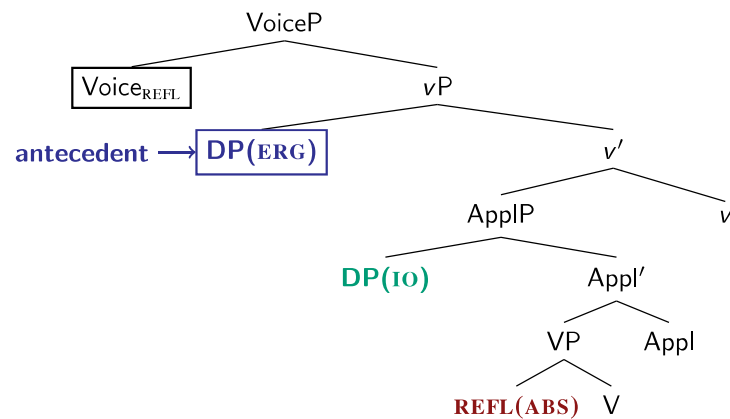 VoiceP
Voice_REFL vP
antecedent → DP(ERG) v′
ApplP v
DP(IO) Appl′
VP Appl
REFL(ABS) V